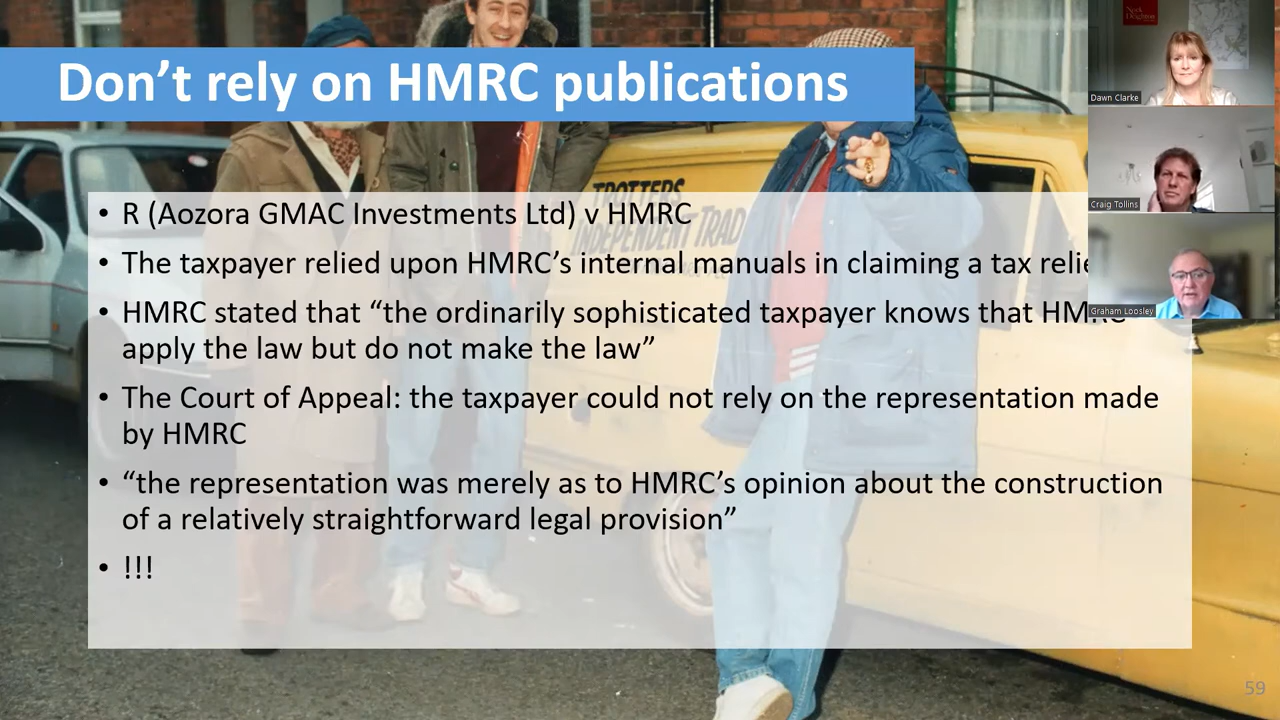 Don't rely on HMRC publications
• R (Aozora GMAC Investments Ltd) v HMRC
• The taxpayer relied upon HMRC's internal manuals in claiming a tax
• HMRC stated that “the ordinarily sophisticated taxpayer knows that HMRC
apply the law but do not make the law”
• The Court of Appeal: the taxpayer could not rely on the representation made
by HMRC
• “the representation was merely as to HMRC's opinion about the construction
of a relatively straightforward legal provision”
• !!!
TROTTERS
INDEPENDENT TRAD
Dawn Clarke
Craig Tollins
Graham Loosley
59